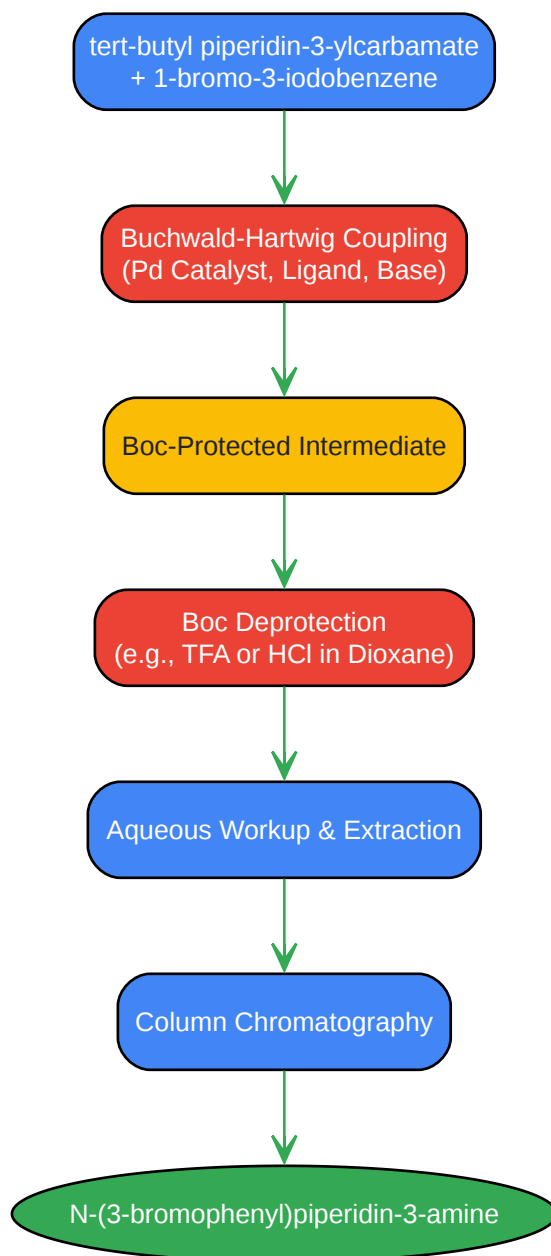 tert-butyl piperidin-3-ylcarbamate
+ 1-bromo-3-iodobenzene
Buchwald-Hartwig Coupling
(Pd Catalyst, Ligand, Base)
Boc-Protected Intermediate
Boc Deprotection
(e.g., TFA or HCl in Dioxane)
Aqueous Workup & Extraction
Column Chromatography
N-(3-bromophenyl)piperidin-3-amine